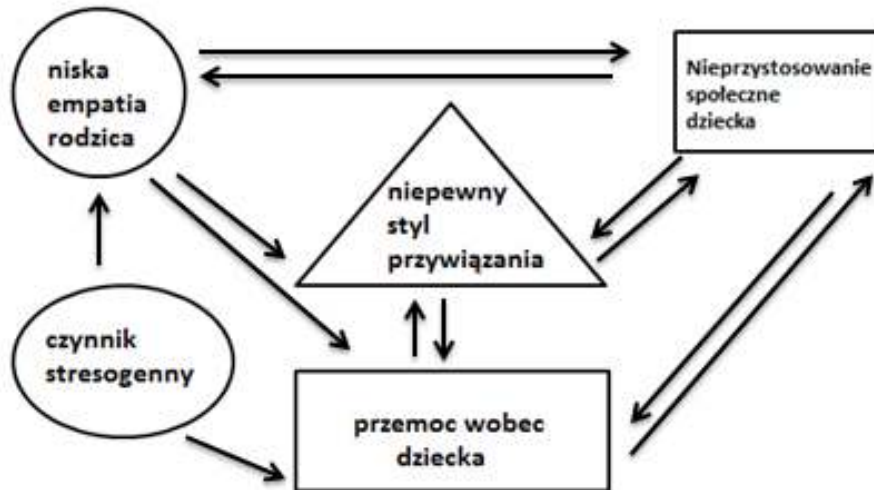 niska
empatia
rodzica
Nieprzystosowanie
społeczne
dziecka
niepewny
styl
przywiązania
czynnik
stresogenny
przemoc wobec
dziecka